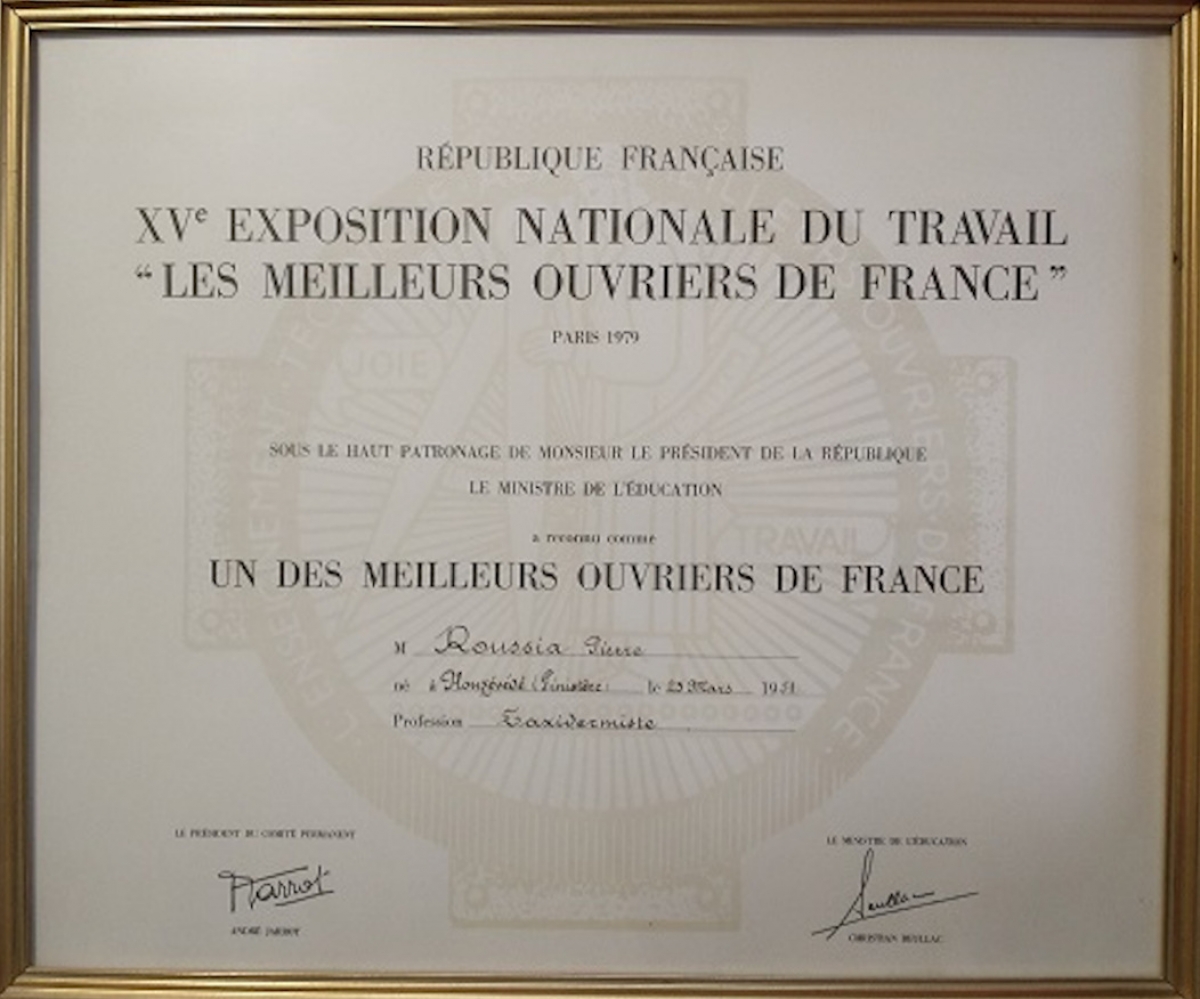 RÉPUBLIQUE FRANÇAISE
XVe EXPOSITION NATIONALE DU TRAVAIL
“LES MEILLEURS OUVRIERS DE FRANCE”
PARIS 1979
JOIE
SOUS LE HAUT PATRONAGE DE MONSIEUR LE PRÉSIDENT DE LA RÉPUBLIQUE
LE MINISTRE DE L'ÉDUCATION
a reconnu comme
TRAVAIL
UN DES MEILLEURS OUVRIERS DE FRANCE
M Roussia Pierre
né à (Finistère) le 23 Mars 1951
Profession Taxidermiste
LE PRÉSIDENT DU COMITÉ PERMANENT
LE MINISTRE DE L'ÉDUCATION
ANDRÉ JARROT
CHRISTIAN BEULLAC